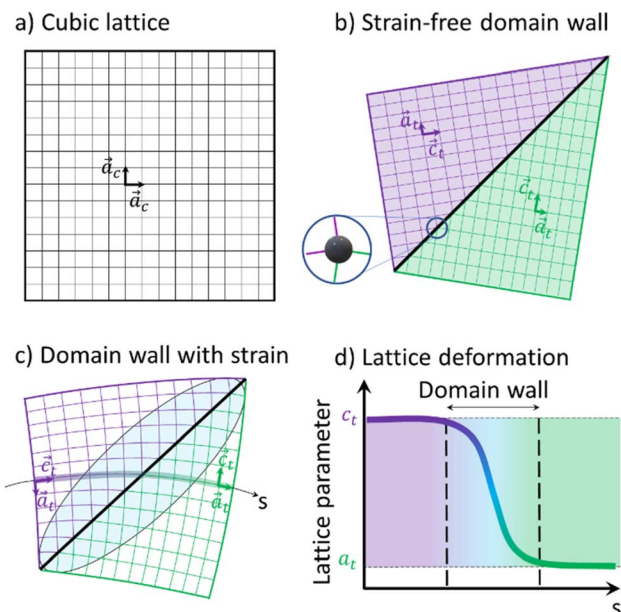 a) Cubic lattice
a⃗c
a⃗c
b) Strain-free domain wall
a⃗t
c⃗t
c⃗t
a⃗t
c) Domain wall with strain
c⃗t
a⃗t
c⃗t
a⃗t
s
d) Lattice deformation
Domain wall
ct
Lattice parameter
at
s